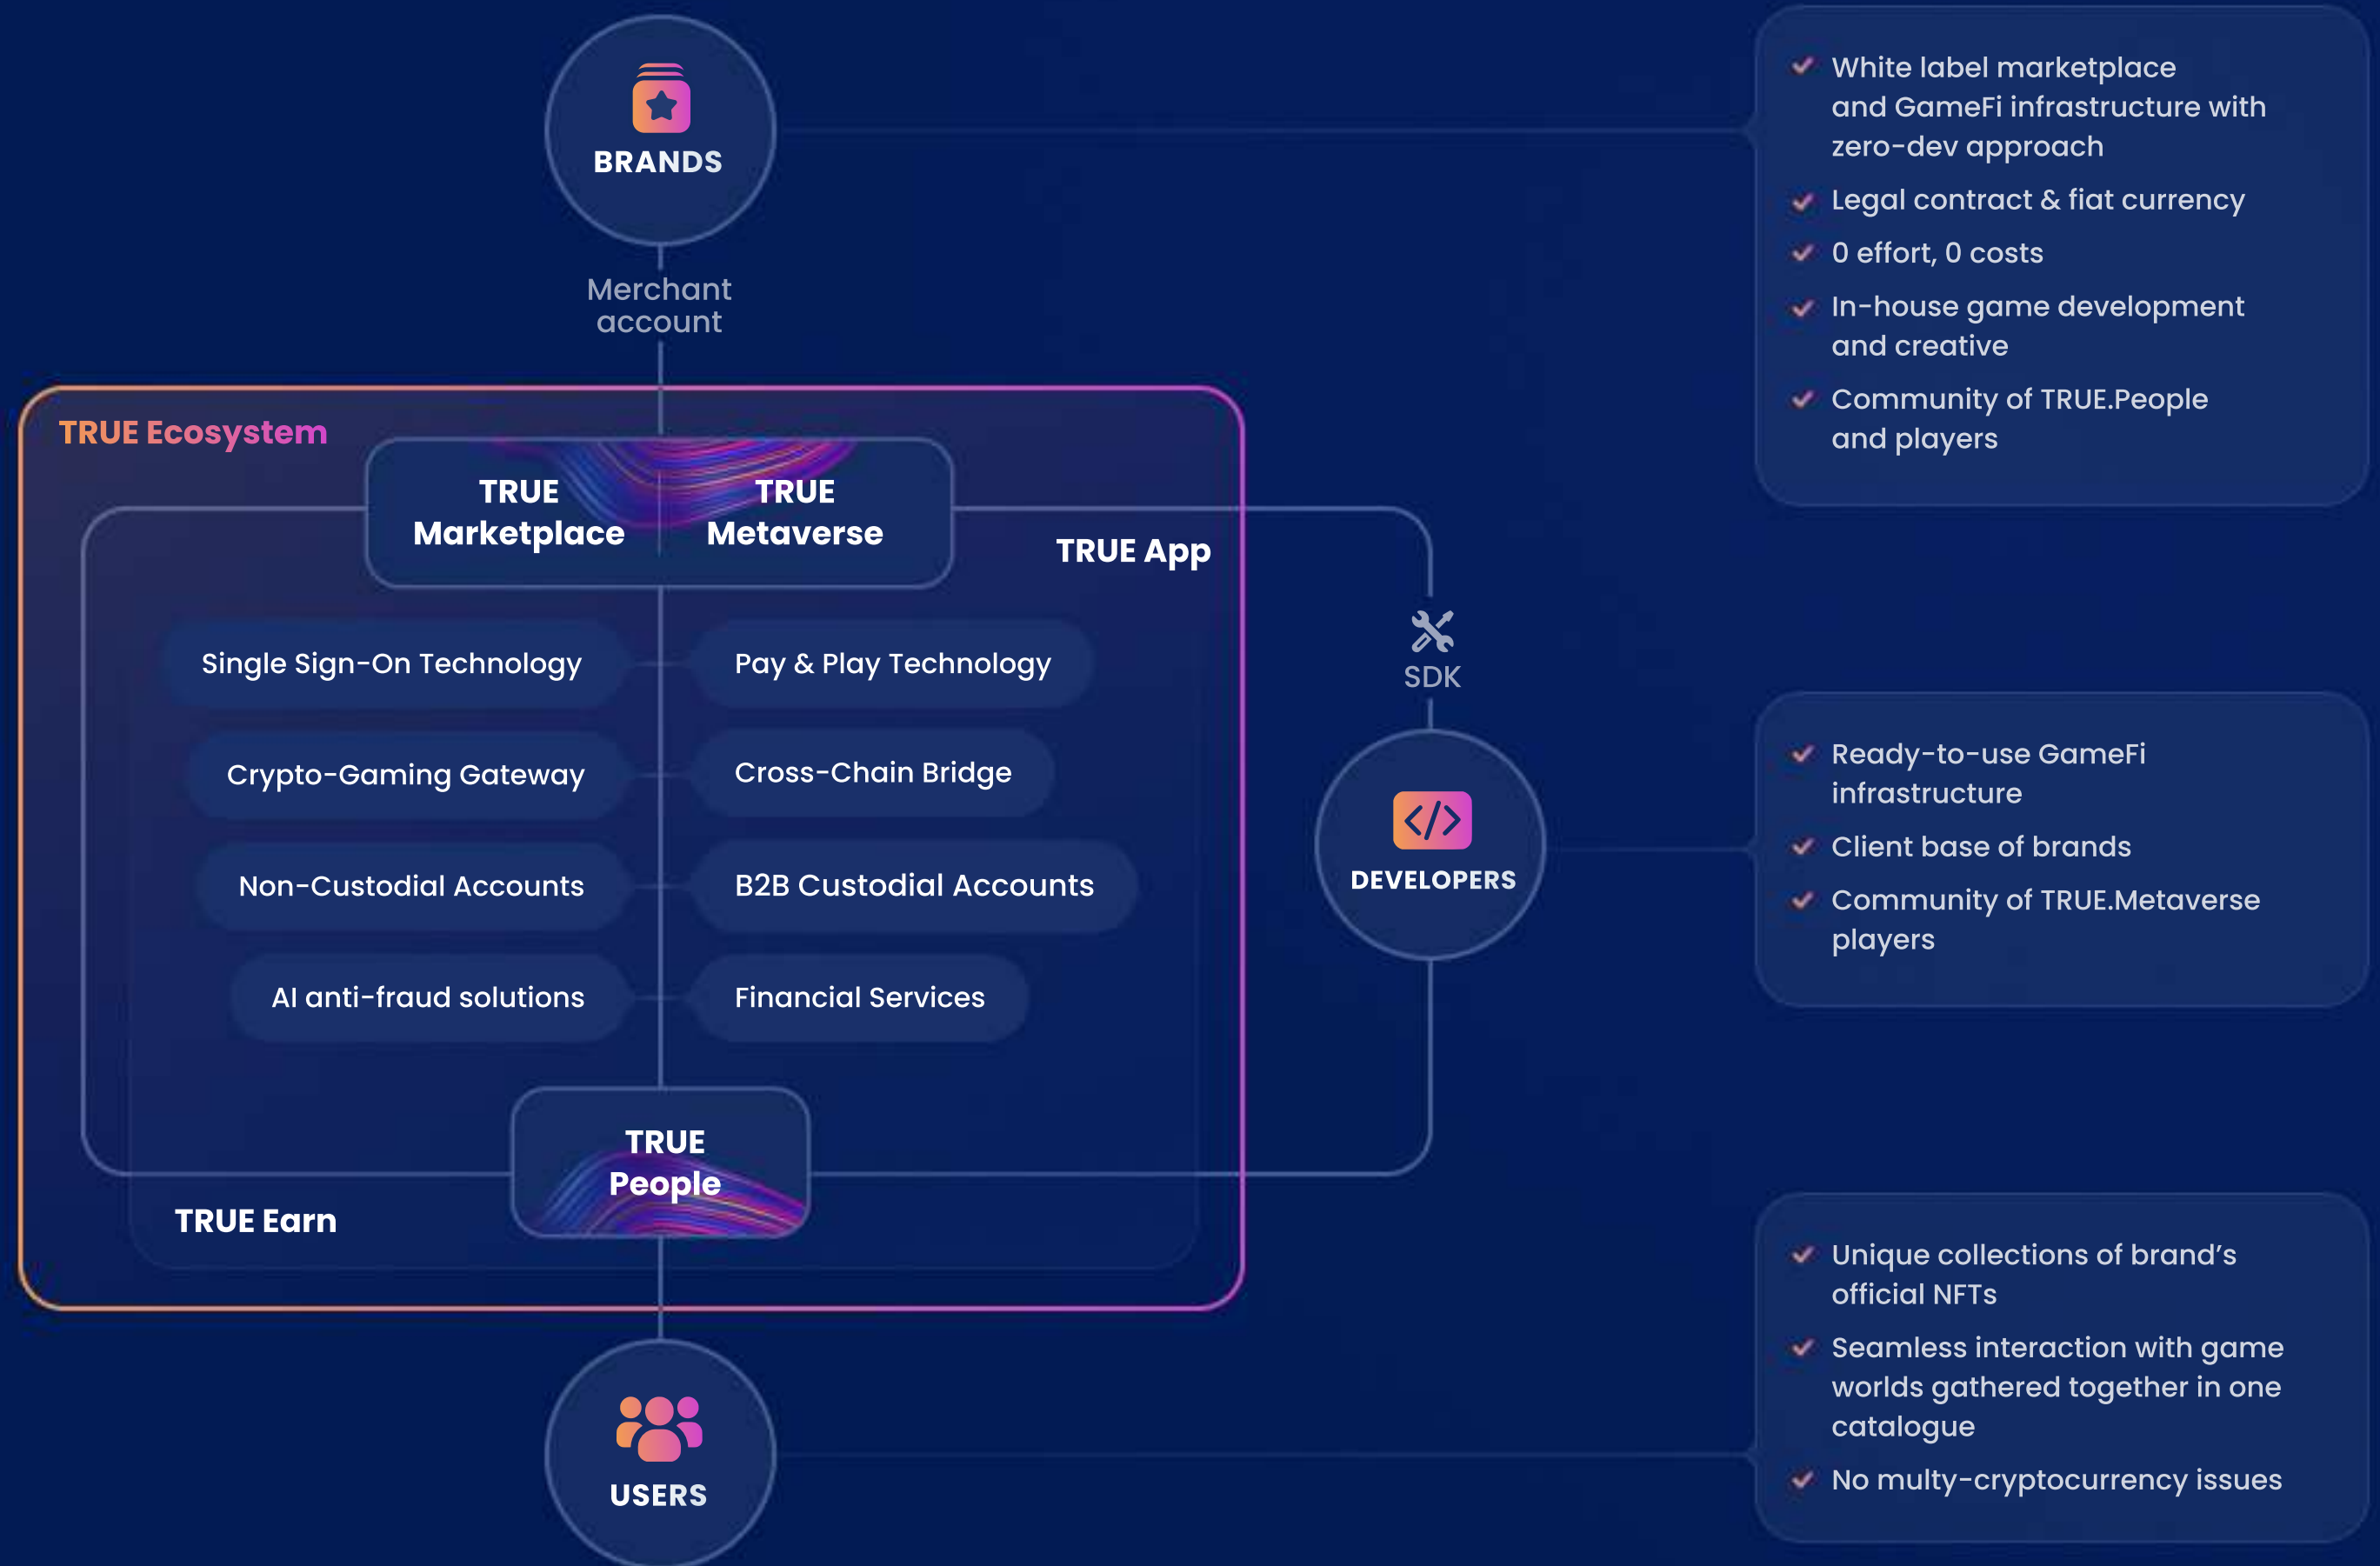 BRANDS
Merchant
account
White label marketplace
and GameFi infrastructure with
zero-dev approach
Legal contract & fiat currency
0 effort, 0 costs
In-house game development
and creative
Community of TRUE.People
and players
TRUE Ecosystem
TRUE
Marketplace
TRUE
Metaverse
TRUE App
Single Sign-On Technology
Pay & Play Technology
Crypto-Gaming Gateway
Cross-Chain Bridge
Non-Custodial Accounts
B2B Custodial Accounts
AI anti-fraud solutions
Financial Services
TRUE
People
TRUE Earn
SDK
DEVELOPERS
Ready-to-use GameFi
infrastructure
Client base of brands
Community of TRUE.Metaverse
players
USERS
Unique collections of brand’s
official NFTs
Seamless interaction with game
worlds gathered together in one
catalogue
No multy-cryptocurrency issues